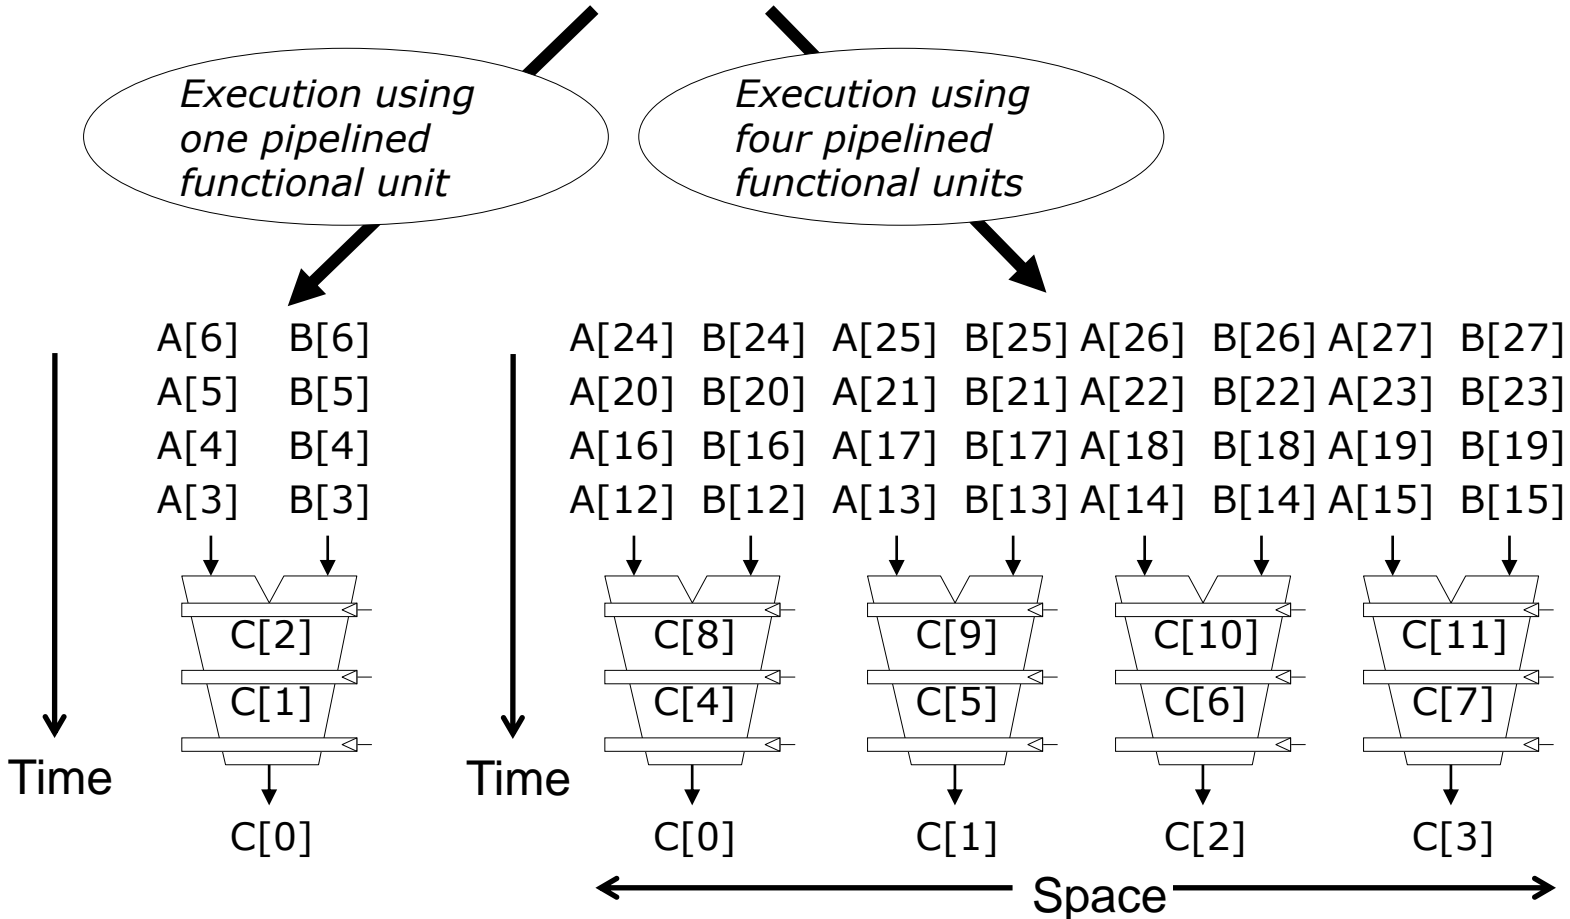 Execution using
one pipelined
functional unit
Execution using
four pipelined
functional units
A[6] B[6]
A[5] B[5]
A[4] B[4]
A[3] B[3]
C[2]
C[1]
C[0]
Time
A[24] B[24] A[25] B[25] A[26] B[26] A[27] B[27]
A[20] B[20] A[21] B[21] A[22] B[22] A[23] B[23]
A[16] B[16] A[17] B[17] A[18] B[18] A[19] B[19]
A[12] B[12] A[13] B[13] A[14] B[14] A[15] B[15]
C[8] C[9] C[10] C[11]
C[4] C[5] C[6] C[7]
Time
C[0] C[1] C[2] C[3]
Space